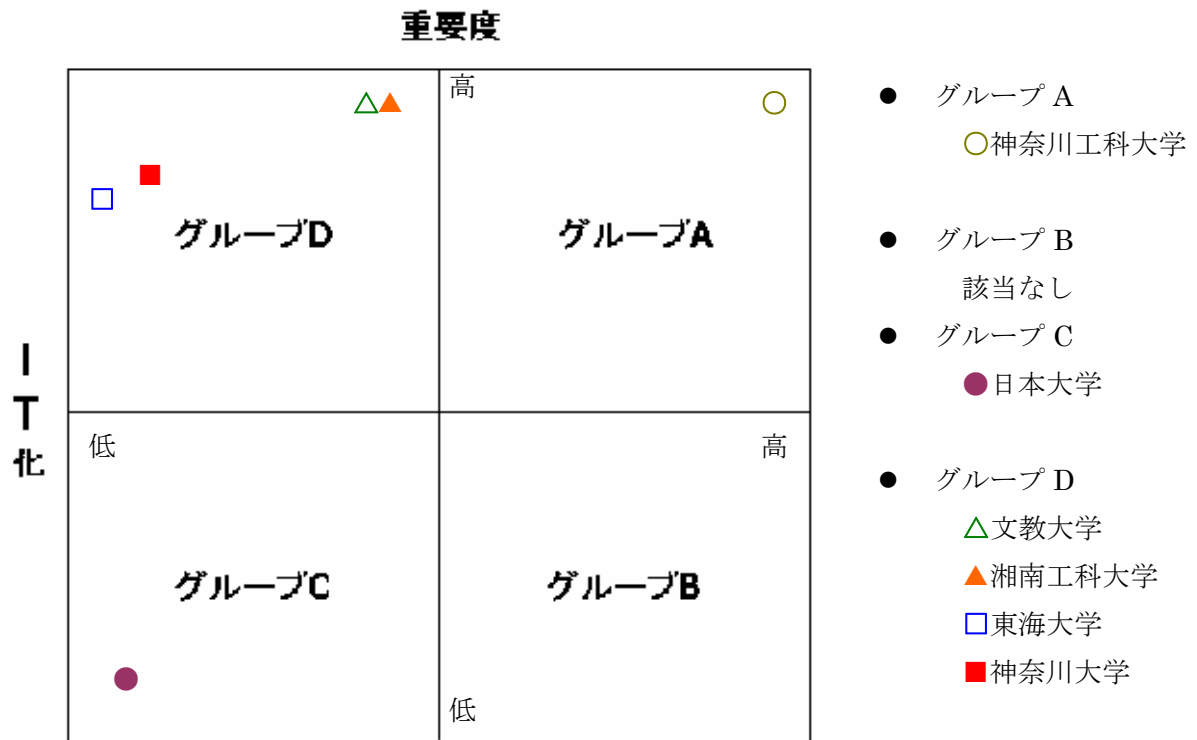 重要度
高
グループD
グループA
IT化
低
高
グループC
グループB
低
● グループ A
○神奈川工科大学
● グループ B
該当なし
● グループ C
●日本大学
● グループ D
△文教大学
▲湘南工科大学
□東海大学
■神奈川大学